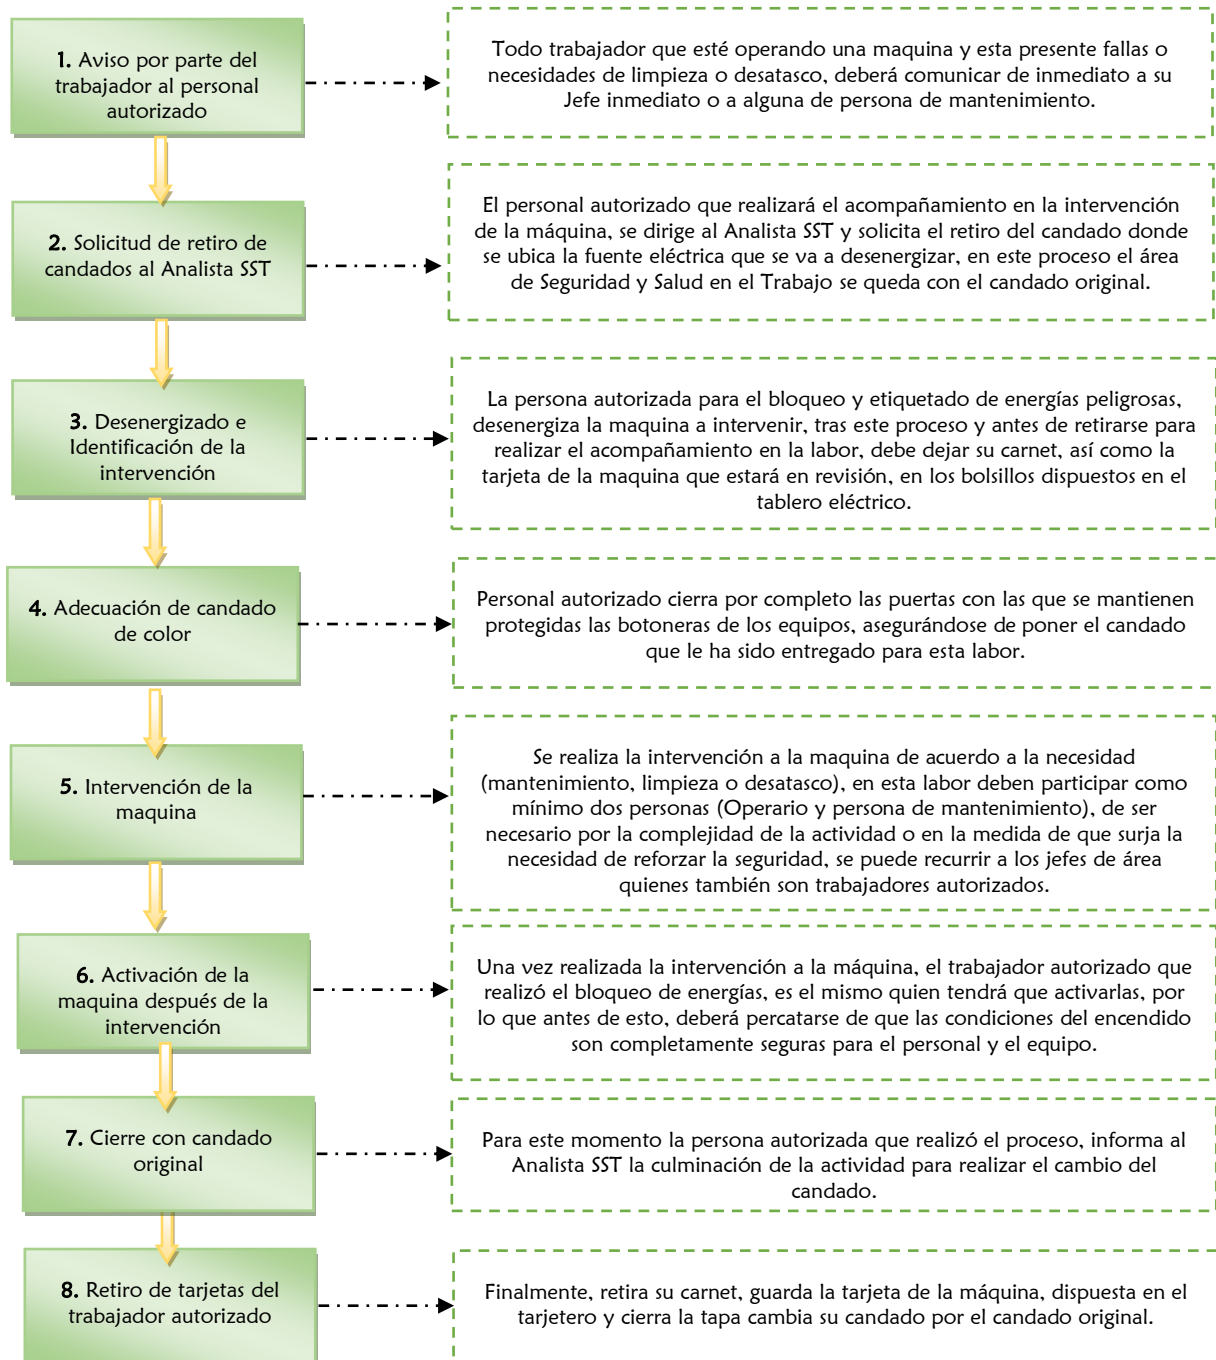 1. Aviso por parte del
trabajador al personal
autorizado
Todo trabajador que esté operando una maquina y esta presente fallas o
necesidades de limpieza o desatasco, deberá comunicar de inmediato a su
Jefe inmediato o a alguna de persona de mantenimiento.
2. Solicitud de retiro de
candados al Analista SST
El personal autorizado que realizará el acompañamiento en la intervención
de la máquina, se dirige al Analista SST y solicita el retiro del candado donde
se ubica la fuente eléctrica que se va a desenergizar, en este proceso el área
de Seguridad y Salud en el Trabajo se queda con el candado original.
3. Desenergizado e
Identificación de la
intervención
La persona autorizada para el bloqueo y etiquetado de energías peligrosas,
desenergiza la maquina a intervenir, tras este proceso y antes de retirarse para
realizar el acompañamiento en la labor, debe dejar su carnet, así como la
tarjeta de la maquina que estará en revisión, en los bolsillos dispuestos en el
tablero eléctrico.
4. Adecuación de candado
de color
Personal autorizado cierra por completo las puertas con las que se mantienen
protegidas las botoneras de los equipos, asegurándose de poner el candado
que le ha sido entregado para esta labor.
5. Intervención de la
maquina
Se realiza la intervención a la maquina de acuerdo a la necesidad
(mantenimiento, limpieza o desatasco), en esta labor deben participar como
mínimo dos personas (Operario y persona de mantenimiento), de ser
necesario por la complejidad de la actividad o en la medida de que surja la
necesidad de reforzar la seguridad, se puede recurrir a los jefes de área
quienes también son trabajadores autorizados.
6. Activación de la
maquina después de la
intervención
Una vez realizada la intervención a la máquina, el trabajador autorizado que
realizó el bloqueo de energías, es el mismo quien tendrá que activarlas, por
lo que antes de esto, deberá percatarse de que las condiciones del encendido
son completamente seguras para el personal y el equipo.
7. Cierre con candado
original
Para este momento la persona autorizada que realizó el proceso, informa al
Analista SST la culminación de la actividad para realizar el cambio del
candado.
8. Retiro de tarjetas del
trabajador autorizado
Finalmente, retira su carnet, guarda la tarjeta de la máquina, dispuesta en el
tarjetero y cierra la tapa cambia su candado por el candado original.